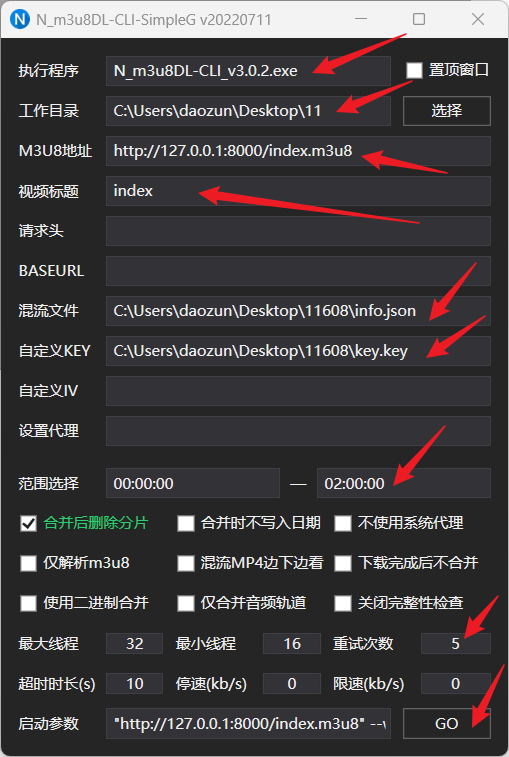 N_m3u8DL-CLI-SimpleG v20220711
执行程序 N_m3u8DL-CLI_v3.0.2.exe 置顶窗口
工作目录 C:\Users\daozun\Desktop\11 选择
M3U8地址 http://127.0.0.1:8000/index.m3u8
视频标题 index
请求头
BASEURL
混流文件 C:\Users\daozun\Desktop\11608\info.json
自定义KEY C:\Users\daozun\Desktop\11608\key.key
自定义IV
设置代理
范围选择 00:00:00 — 02:00:00
合并后删除分片 合并时不写入日期 不使用系统代理
仅解析m3u8 混流MP4边下边看 下载完成后不合并
使用二进制合并 仅合并音频轨道 关闭完整性检查
最大线程 32 最小线程 16 重试次数 5
超时时长(s) 10 停速(kb/s) 0 限速(kb/s) 0
启动参数 "http://127.0.0.1:8000/index.m3u8" -- GO